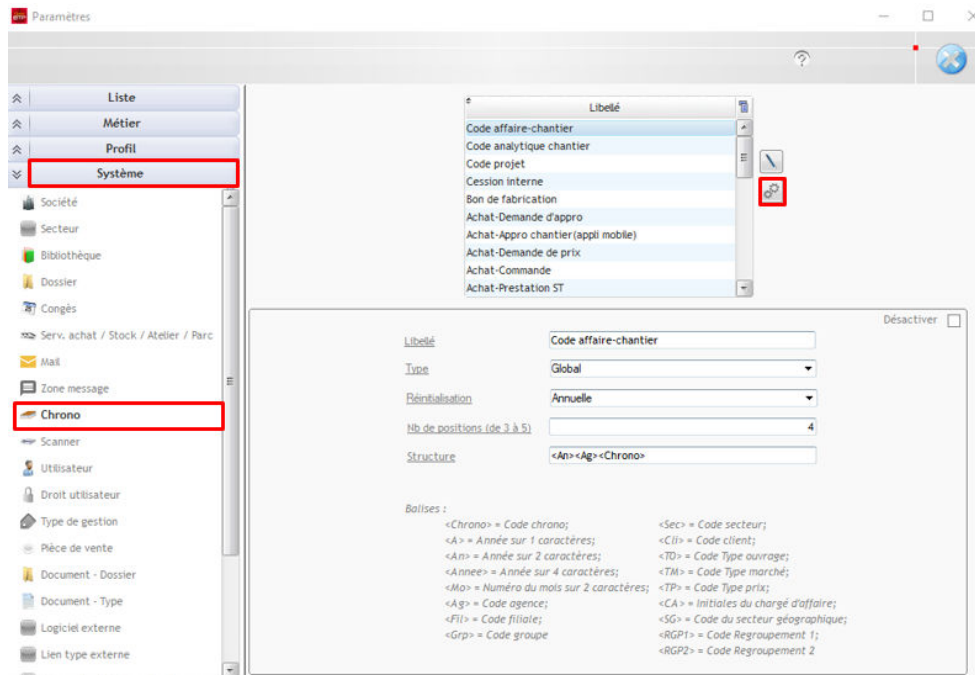 Paramètres
Liste
Métier
Profil
Système
Société
Secteur
Bibliothèque
Dossier
Congés
Serv. achat / Stock / Atelier / Parc
Mail
Zone message
Chrono
Scanner
Utilisateur
Droit utilisateur
Type de gestion
Pièce de vente
Document - Dossier
Document - Type
Logiciel externe
Lien type externe
Libellé
Code affaire-chantier
Code analytique chantier
Code projet
Cession interne
Bon de fabrication
Achat-Demande d'appro
Achat-Appro chantier(appli mobile)
Achat-Demande de prix
Achat-Commande
Achat-Prestation ST
Désactiver
Libellé Code affaire-chantier
Type Global
Réintialisation Annuelle
Nb de positions (de 3 à 5) 4
Structure <An><Ag><Chrono>
Balises :
<Chrono> = Code chrono; <Sec> = Code secteur;
<A> = Année sur 1 caractères; <Cli> = Code client;
<An> = Année sur 2 caractères; <TO> = Code Type ouvrage;
<Annee> = Année sur 4 caractères; <TM> = Code Type marché;
<Mo> = Numéro du mois sur 2 caractères; <TP> = Code Type prix;
<Ag> = Code agence; <CA> = Initiales du chargé d'affaire;
<Fil> = Code filiale; <SG> = Code du secteur géographique;
<Grp> = Code groupe <RGP1> = Code Regroupement 1;
<RGP2> = Code Regroupement 2